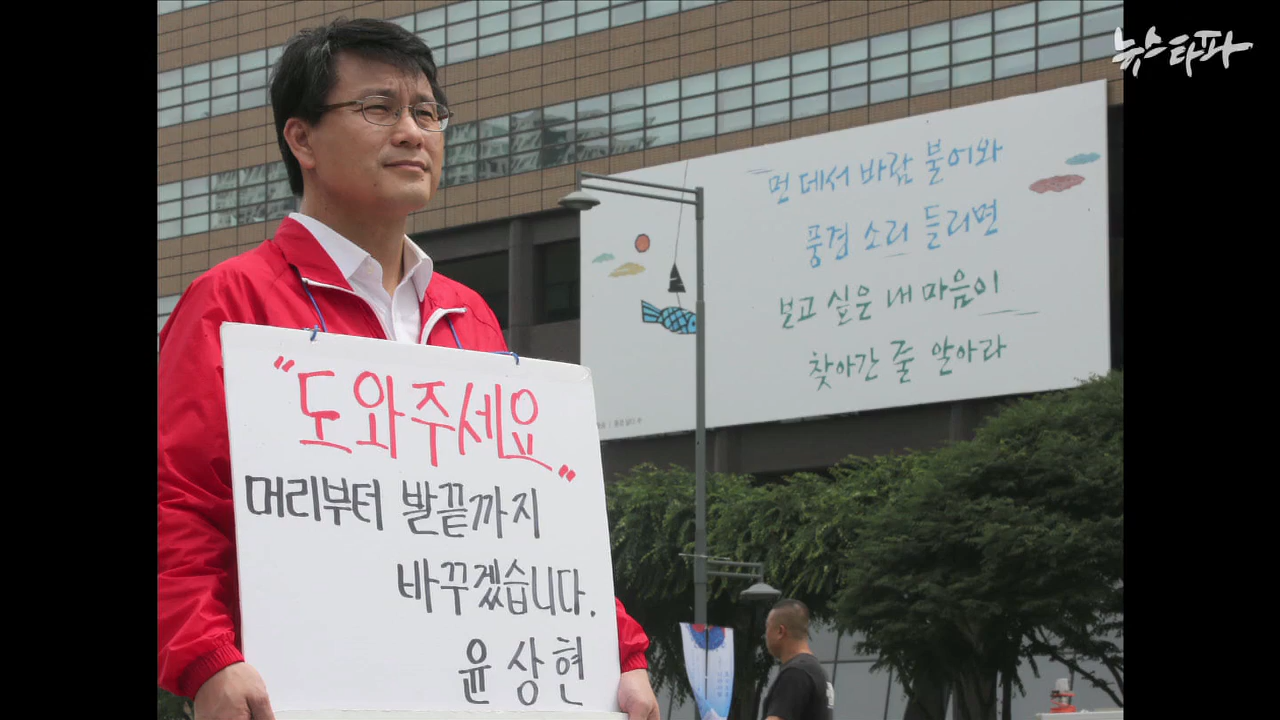 뉴스타파
먼 데서 바람 불어와
풍경 소리 들리면
보고 싶은 내 마음이
찾아간 줄 알아라
"도와주세요"
머리부터 발끝까지
바꾸겠습니다.
윤상현